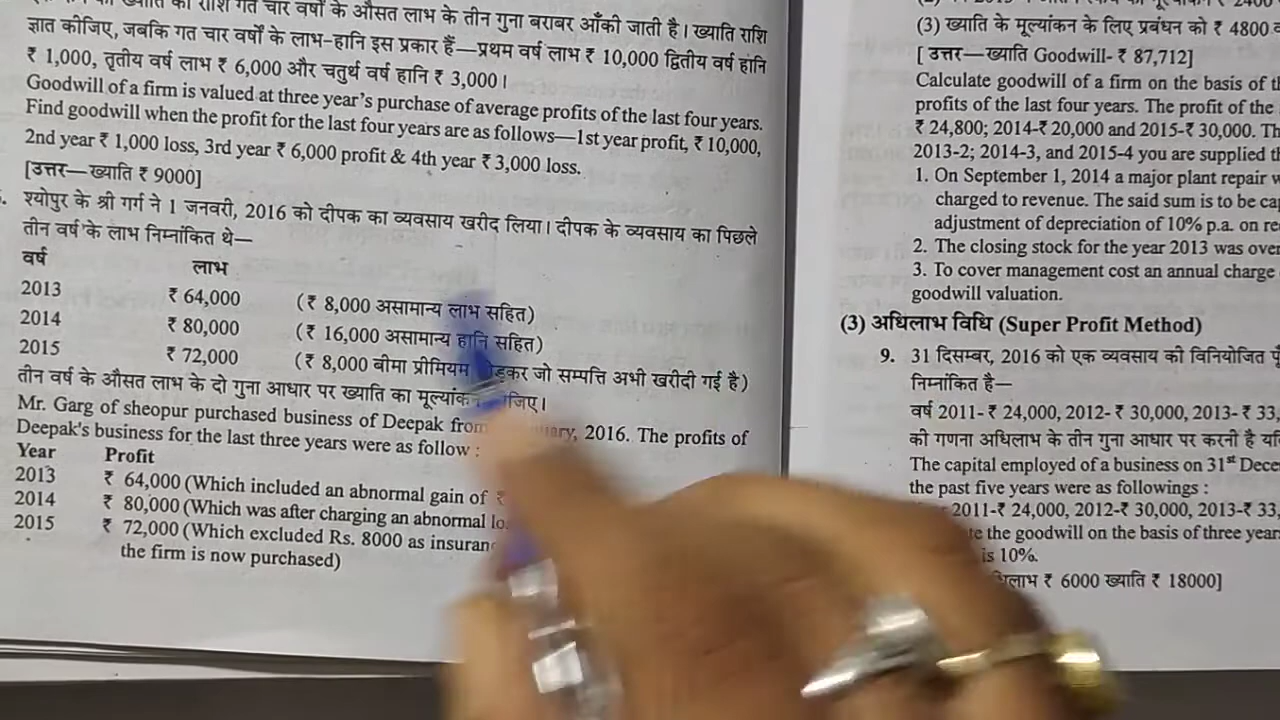 की राशि गत चार वर्षों के औसत लाभ के तीन गुना बराबर आँकी जाती है। ख्याति राशि
ज्ञात कीजिए, जबकि गत चार वर्षों के लाभ-हानि इस प्रकार हैं—प्रथम वर्ष लाभ ₹ 10,000 द्वितीय वर्ष हानि
₹ 1,000, तृतीय वर्ष लाभ ₹ 6,000 और चतुर्थ वर्ष हानि ₹ 3,000।
Goodwill of a firm is valued at three year's purchase of average profits of the last four years.
Find goodwill when the profit for the last four years are as follows—1st year profit, ₹ 10,000,
2nd year ₹ 1,000 loss, 3rd year ₹ 6,000 profit & 4th year ₹ 3,000 loss.
[उत्तर— ख्याति ₹ 9000]
श्योपुर के श्री गर्ग ने 1 जनवरी, 2016 को दीपक का व्यवसाय खरीद लिया। दीपक के व्यवसाय का पिछले
तीन वर्ष के लाभ निम्नांकित थे—
वर्ष लाभ
2013 ₹ 64,000 (₹ 8,000 असामान्य लाभ सहित)
2014 ₹ 80,000 (₹ 16,000 असामान्य हानि सहित)
2015 ₹ 72,000 (₹ 8,000 बीमा प्रीमियम जो सम्पत्ति अभी खरीदी गई है)
तीन वर्ष के औसत लाभ के दो गुना आधार पर ख्याति का
Mr. Garg of sheopur purchased business of Deepak 2016. The profits of
Deepak's business for the last three years were as follow :
Year Profit
2013 ₹ 64,000 (Which included an abnormal gain of
2014 ₹ 80,000 (Which was after charging an abnormal
2015 ₹ 72,000 (Which excluded Rs. 8000 as
the firm is now purchased)
(3) ख्याति के मूल्यांकन के लिए प्रबंधन को ₹ 4800
[ उत्तर—ख्याति Goodwill- ₹ 87,712]
Calculate goodwill of a firm on the basis of
profits of the last four years. The profit of the
₹ 24,800; 2014-₹ 20,000 and 2015-₹ 30,000.
2013-2; 2014-3, and 2015-4 you are supplied
1. On September 1, 2014 a major plant repair
charged to revenue. The said sum is to be
adjustment of depreciation of 10% p.a. on
2. The closing stock for the year 2013 was
3. To cover management cost an annual charge
goodwill valuation.
(3) अधिलाभ विधि (Super Profit Method)
9. 31 दिसम्बर, 2016 को एक व्यवसाय की विनियोजित
निम्नांकित है—
वर्ष 2011- ₹ 24,000, 2012- ₹ 30,000, 2013- ₹ 33,
की गणना अधिलाभ के तीन गुना आधार पर करनी है
The capital employed of a business on 31st
the past five years were as followings :
2011-₹ 24,000, 2012-₹ 30,000, 2013-₹ 33,
the goodwill on the basis of three
is 10%.
₹ 6000 ख्याति ₹ 18000]